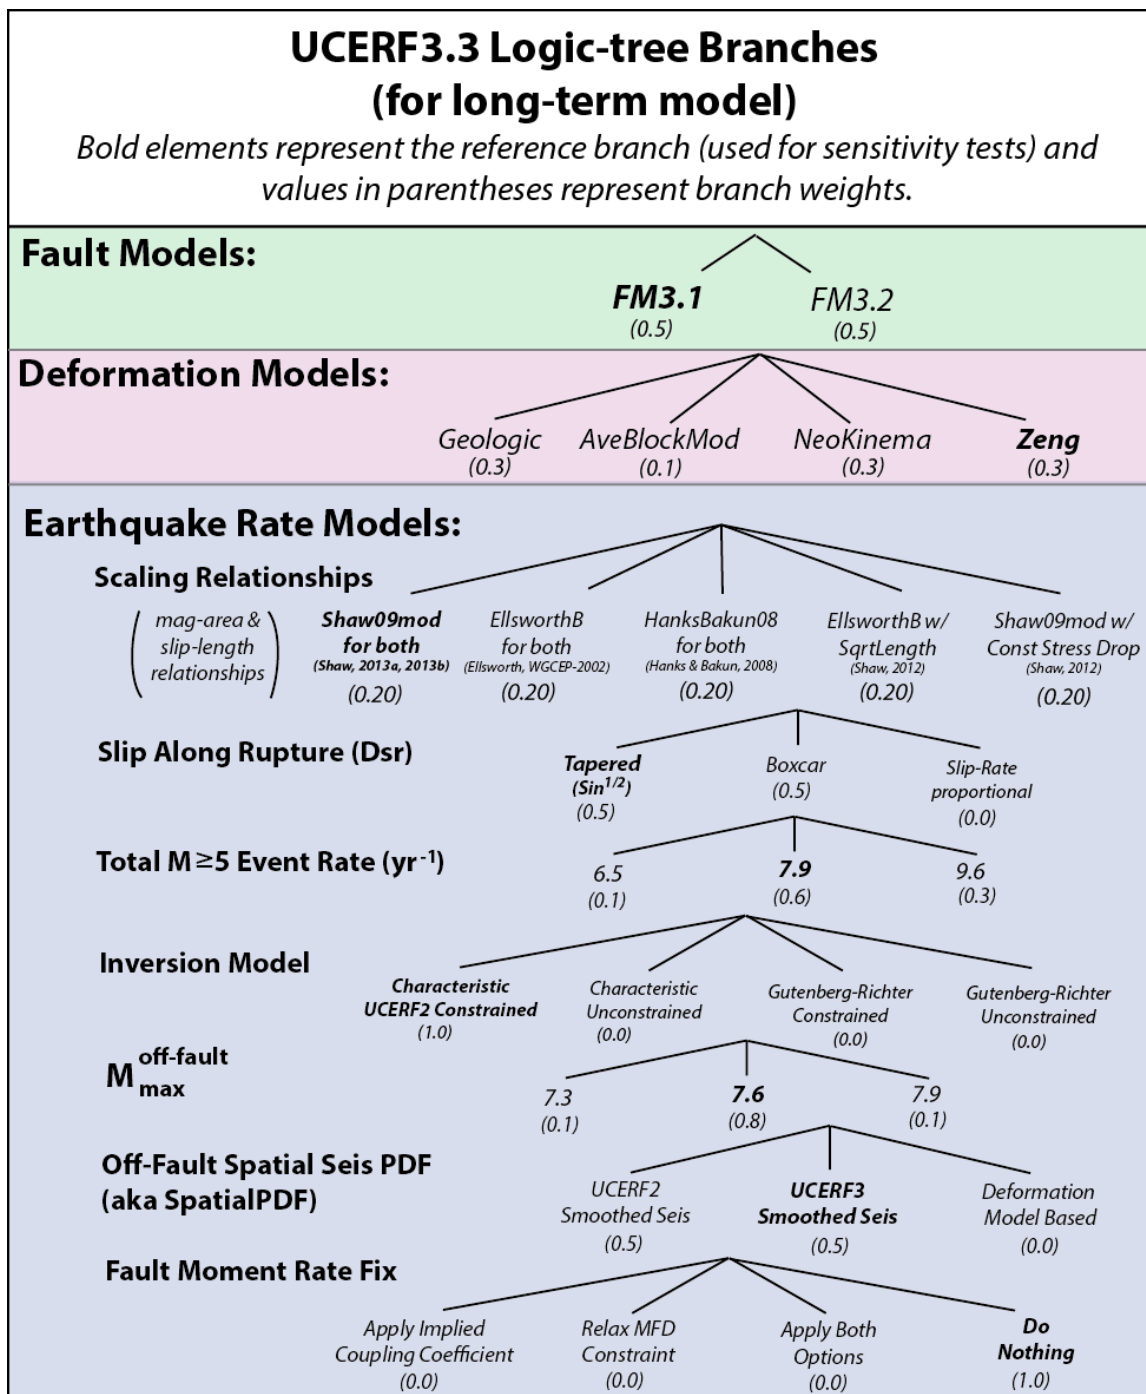 UCERF3.3 Logic-tree Branches
(for long-term model)
Bold elements represent the reference branch (used for sensitivity tests) and
values in parentheses represent branch weights.
Fault Models:
FM3.1 FM3.2
(0.5) (0.5)
Deformation Models:
Geologic AveBlockMod NeoKinema Zeng
(0.3) (0.1) (0.3) (0.3)
Earthquake Rate Models:
Scaling Relationships
(mag-area &
slip-length
relationships)
Shaw09mod
for both
(Shaw, 2013a, 2013b)
(0.20)
EllsworthB
for both
(Ellsworth, WGCEP-2002)
(0.20)
HanksBakun08
for both
(Hanks & Bakun, 2008)
(0.20)
EllsworthB w/
SqrtLength
(Shaw, 2012)
(0.20)
Shaw09mod w/
Const Stress Drop
(Shaw, 2012)
(0.20)
Slip Along Rupture (Dsr)
Tapered
(Sin1/2)
(0.5)
Boxcar
(0.5)
Slip-Rate
proportional
(0.0)
Total M≥5 Event Rate (yr-1)
6.5 7.9 9.6
(0.1) (0.6) (0.3)
Inversion Model
Characteristic
UCERF2 Constrained
(1.0)
Characteristic
Unconstrained
(0.0)
Gutenberg-Richter
Constrained
(0.0)
Gutenberg-Richter
Unconstrained
(0.0)
M off-fault
max
7.3 7.6 7.9
(0.1) (0.8) (0.1)
Off-Fault Spatial Seis PDF
(aka SpatialPDF)
UCERF2
Smoothed Seis
(0.5)
UCERF3
Smoothed Seis
(0.5)
Deformation
Model Based
(0.0)
Fault Moment Rate Fix
Apply Implied
Coupling Coefficient
(0.0)
Relax MFD
Constraint
(0.0)
Apply Both
Options
(0.0)
Do
Nothing
(1.0)